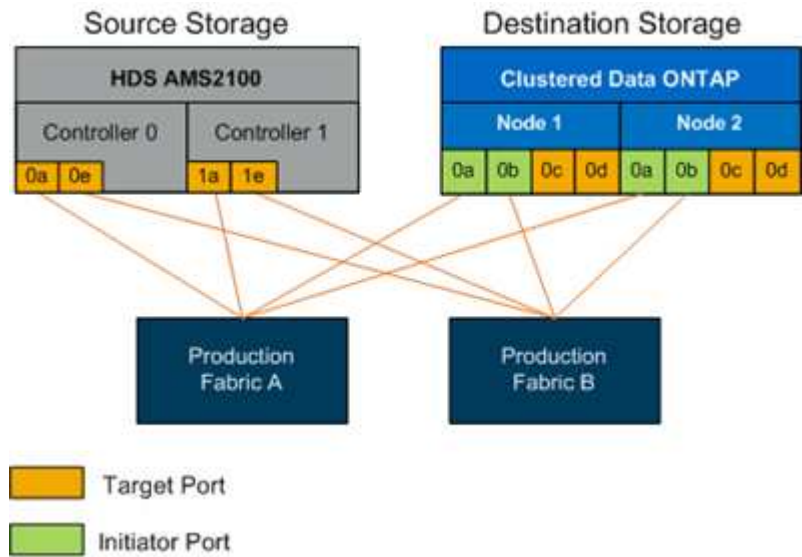 Source Storage
Destination Storage
HDS AMS2100
Clustered Data ONTAP
Controller 0
Controller 1
Node 1
Node 2
0a 0e
1a 1e
0a 0b 0c 0d 0a 0b 0c 0d
Production
Fabric A
Production
Fabric B
Target Port
Initiator Port